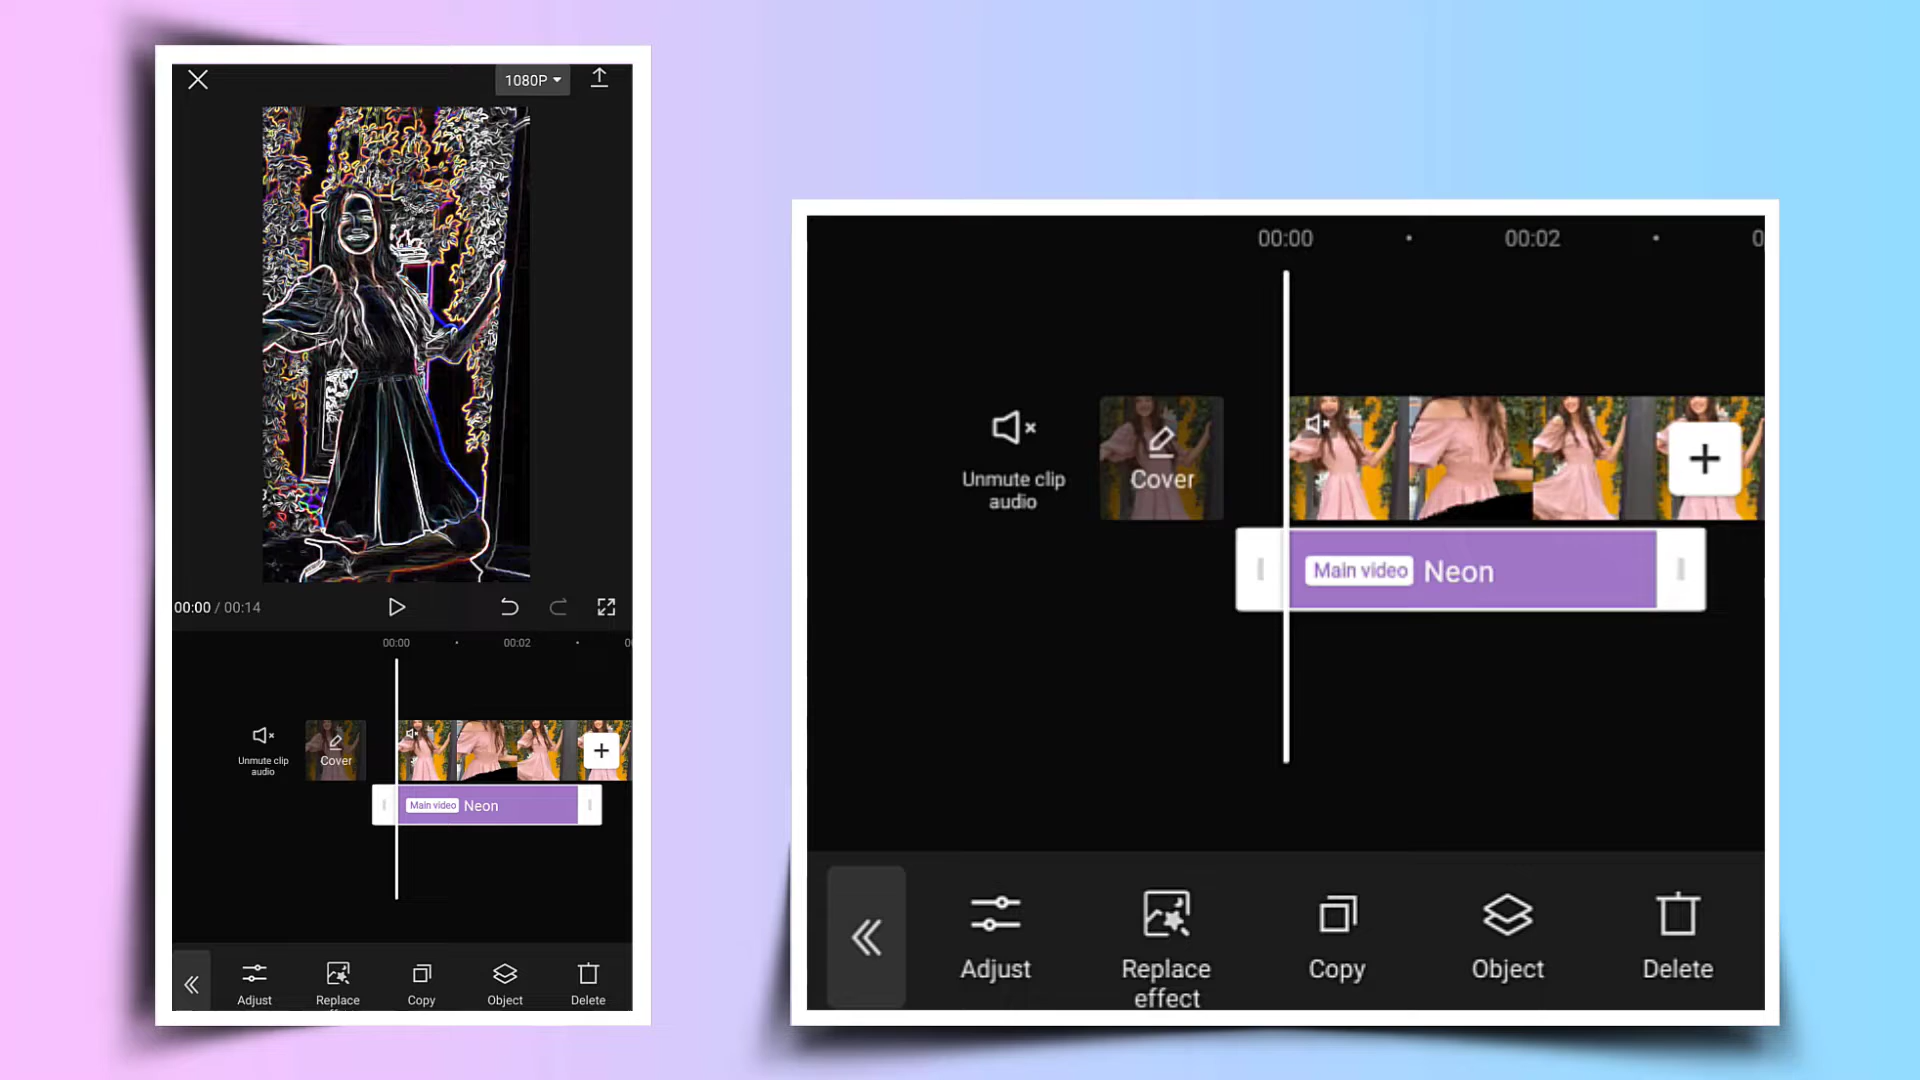 1080P
00:00 / 00:14
00:00
00:02
Unmute clip
audio
Cover
Main video Neon
Adjust
Replace
Copy
Object
Delete
00:00
00:02
Unmute clip
audio
Cover
Main video Neon
Adjust
Replace
effect
Copy
Object
Delete